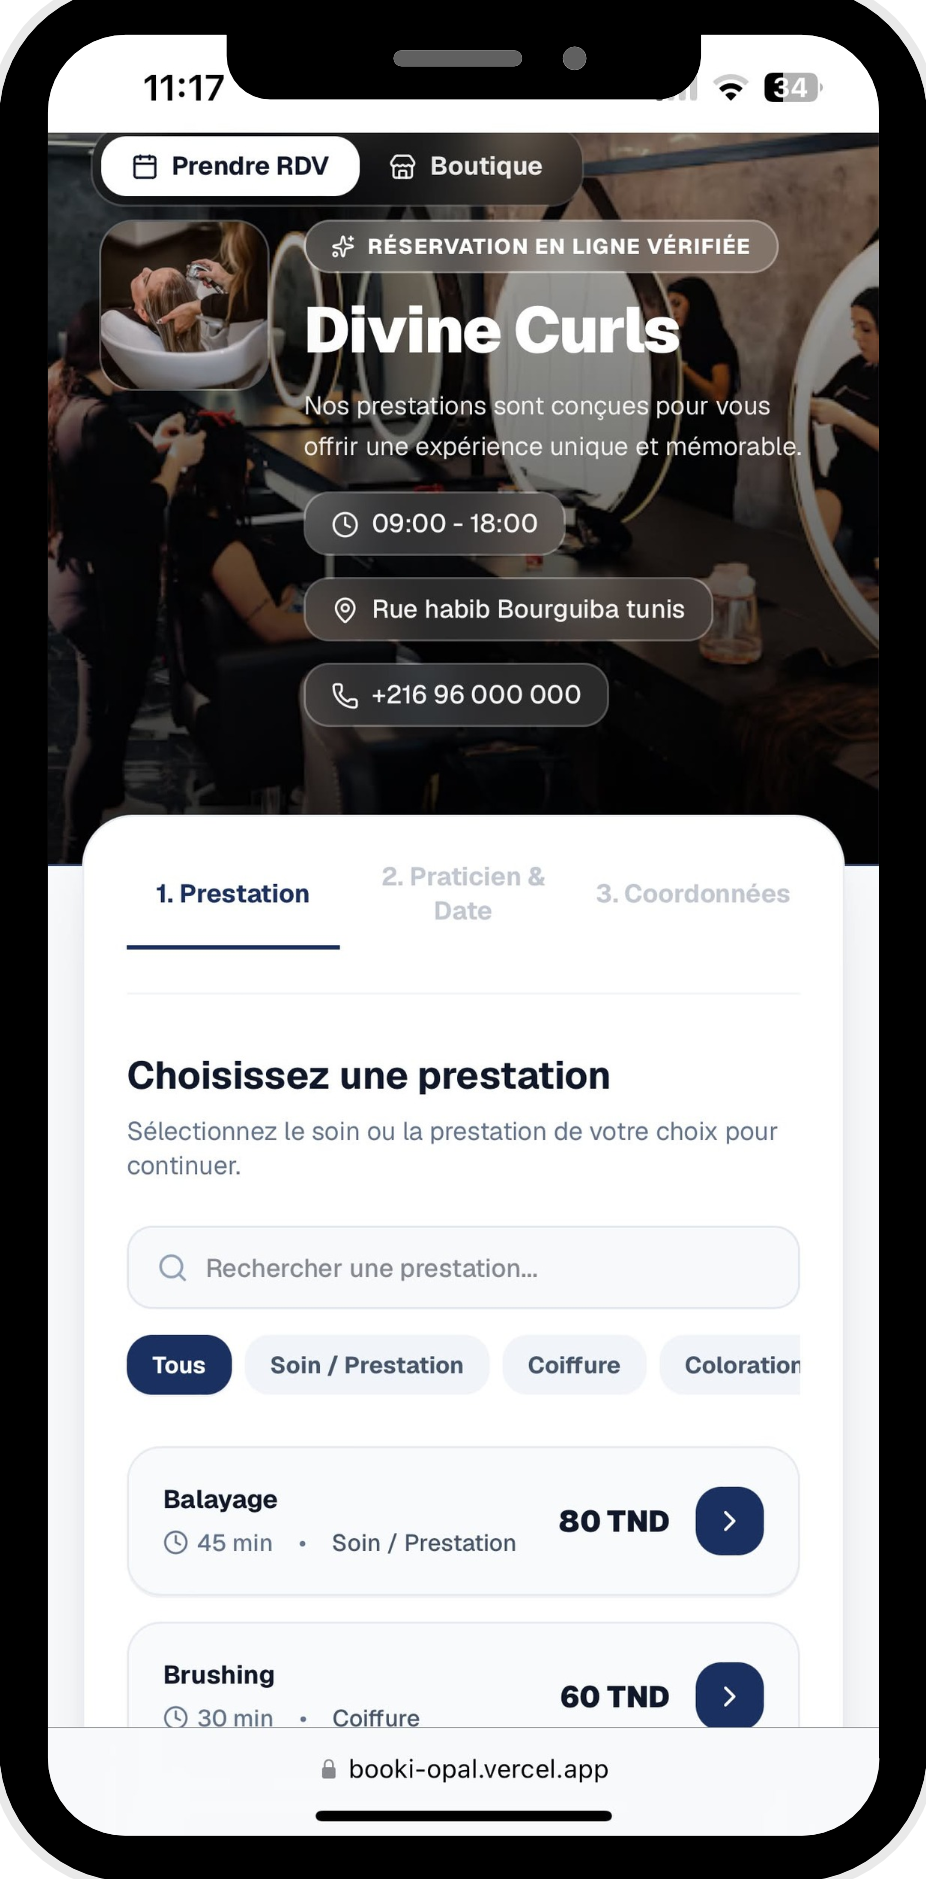 11:17
34
Prendre RDV
Boutique
RÉSERVATION EN LIGNE VÉRIFIÉE
Divine Curls
Nos prestations sont conçues pour vous
offrir une expérience unique et mémorable.
09:00 - 18:00
Rue habib Bourguiba tunis
+216 96 000 000
1. Prestation
2. Praticien &
Date
3. Coordonnées
Choisissez une prestation
Sélectionnez le soin ou la prestation de votre choix pour
continuer.
Rechercher une prestation...
Tous
Soin / Prestation
Coiffure
Coloration
Balayage
45 min • Soin / Prestation
80 TND
Brushing
30 min • Coiffure
60 TND
booki-opal.vercel.app